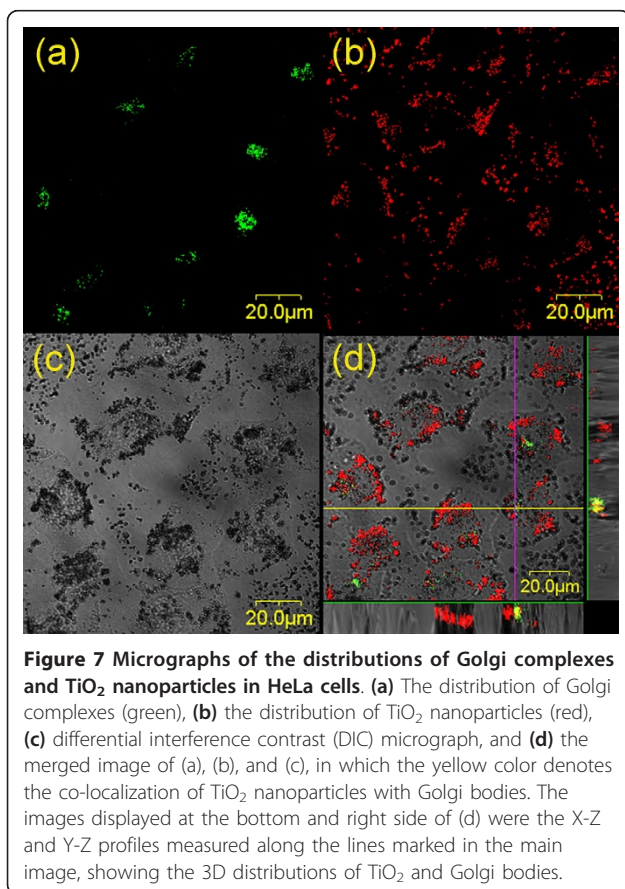 (a)
(b)
20.0μm
20.0μm
(c)
(d)
20.0μm
20.0μm
Figure 7 Micrographs of the distributions of Golgi complexes
and TiO₂ nanoparticles in HeLa cells. (a) The distribution of Golgi
complexes (green), (b) the distribution of TiO₂ nanoparticles (red),
(c) differential interference contrast (DIC) micrograph, and (d) the
merged image of (a), (b), and (c), in which the yellow color denotes
the co-localization of TiO₂ nanoparticles with Golgi bodies. The
images displayed at the bottom and right side of (d) were the X-Z
and Y-Z profiles measured along the lines marked in the main
image, showing the 3D distributions of TiO₂ and Golgi bodies.